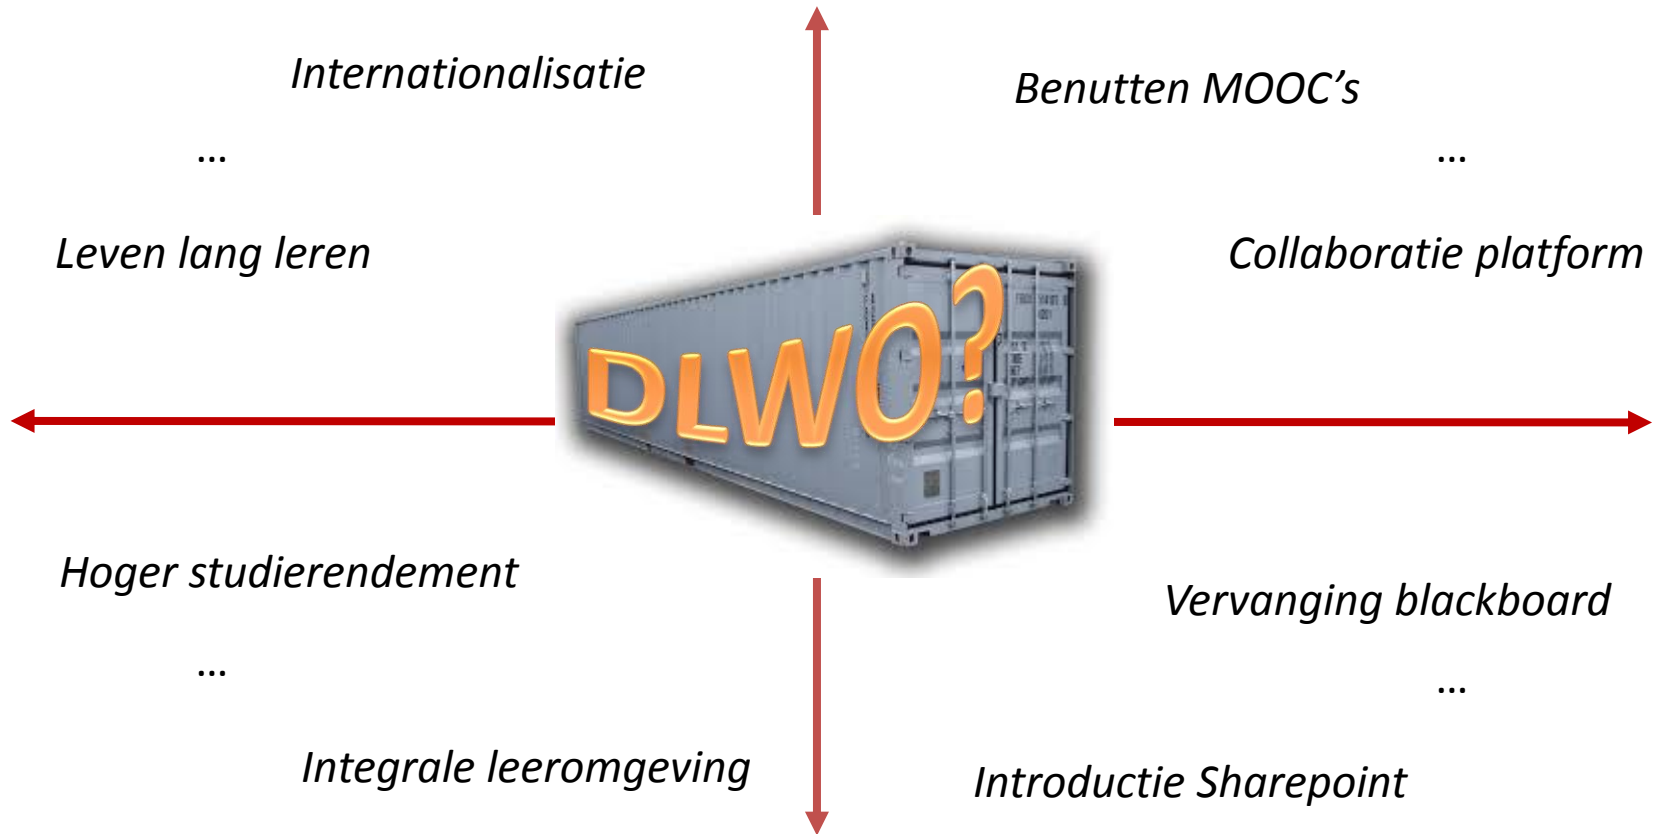 Internationalisatie
Benutten MOOC’s
…
…
Leven lang leren
Collaboratie platform
DLWO?
Hoger studierendement
Vervanging blackboard
…
…
Integrale leeromgeving
Introductie Sharepoint